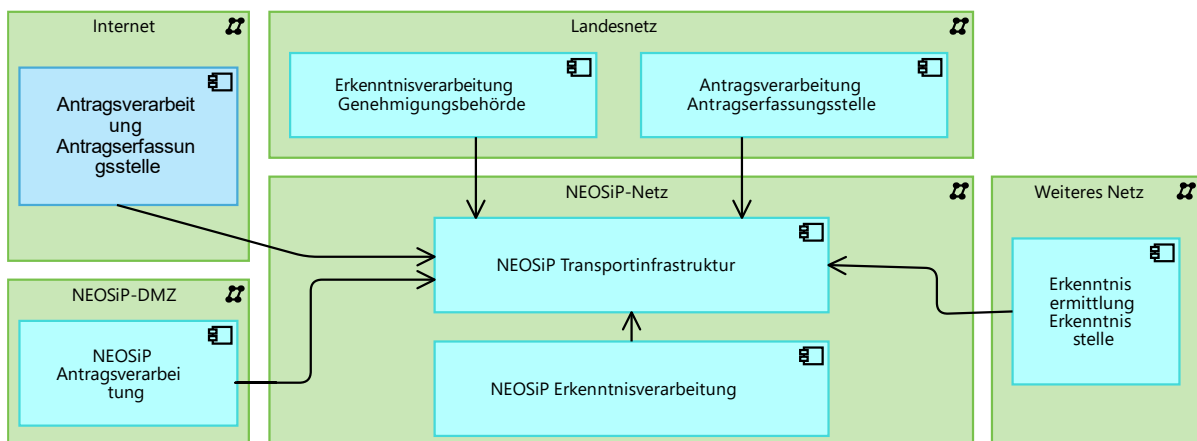 Internet
Antragsverarbeit
ung
Antragserfassun
gsstelle
Landesnetz
Erkenntnisverarbeitung
Genehmigungsbehörde
Antragsverarbeitung
Antragserfassungsstelle
NEOSiP-Netz
NEOSiP Transportinfrastruktur
NEOSiP Erkenntnisverarbeitung
Weiteres Netz
Erkenntnis
ermittlung
Erkenntnis
stelle
NEOSiP-DMZ
NEOSiP
Antragsverarbei
tung